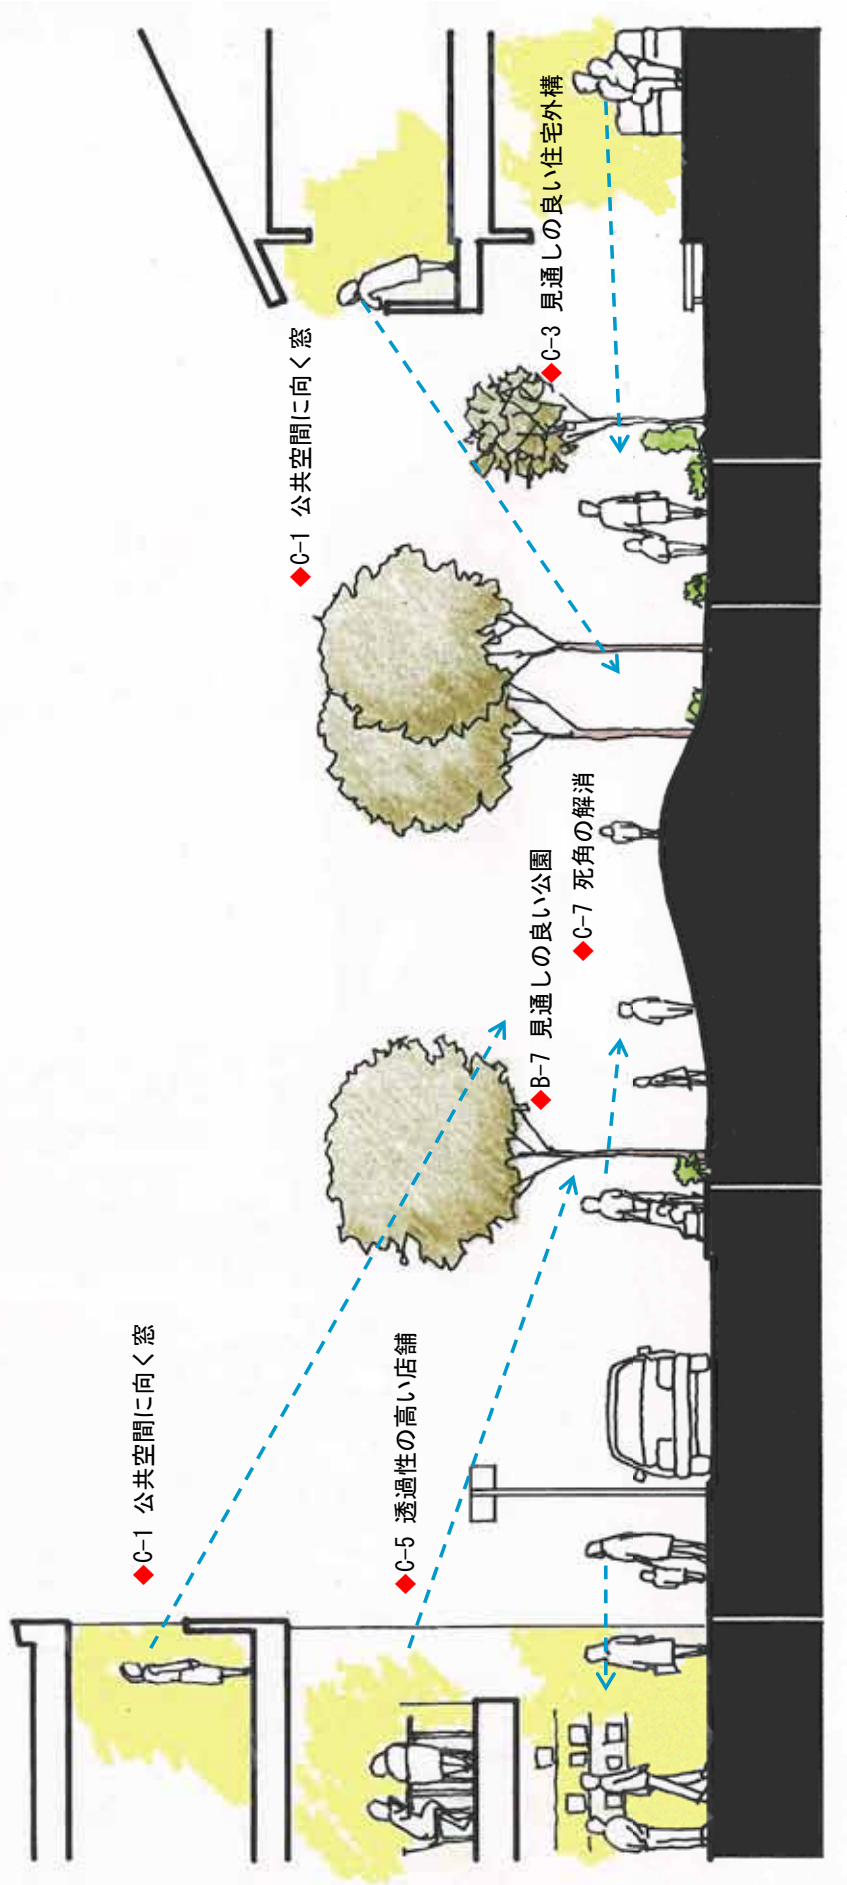 ◆C-1 公共空間に向く窓
◆C-5 透過性の高い店舗
◆B-7 見通しの良い公園
◆C-7 死角の解消
◆C-1 公共空間に向く窓
◆C-3 見通しの良い住宅外構